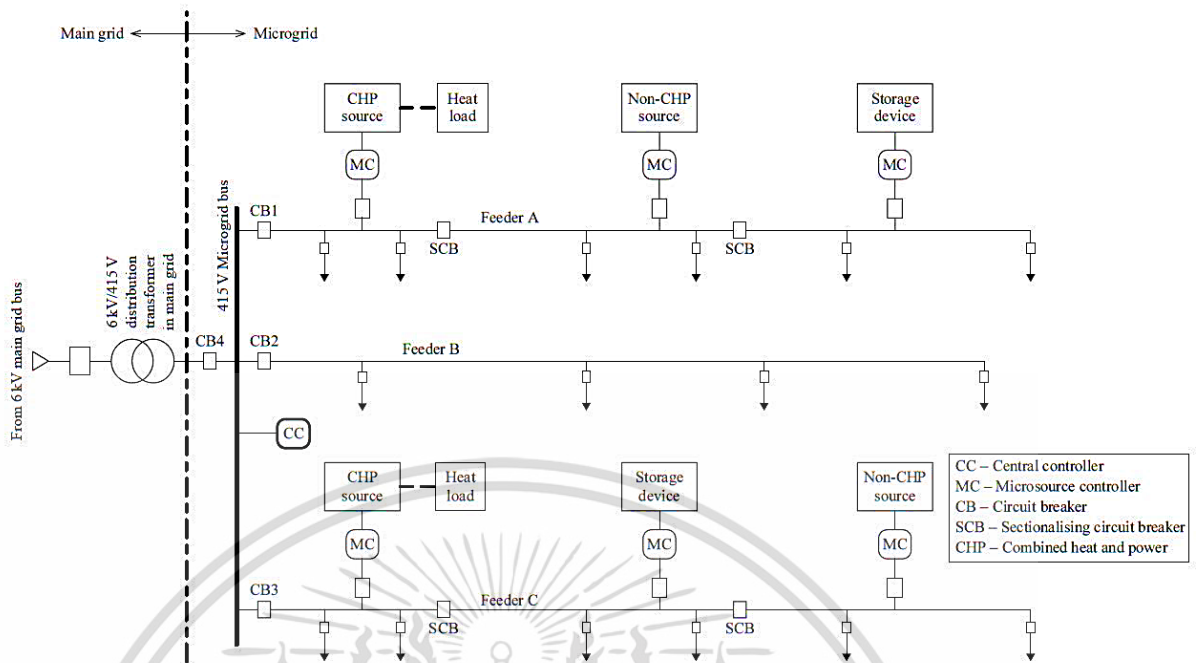 Main grid
Microgrid
CHP
source
Heat
load
Non-CHP
source
Storage
device
MC
MC
MC
415 V Microgrid bus
CB1
Feeder A
SCB
SCB
From 6 kV main grid bus
6 kV/415 V
distribution
transformer
in main grid
CB4
CB2
Feeder B
CC
CHP
source
Heat
load
Storage
device
Non-CHP
source
CC – Central controller
MC – Microsource controller
CB – Circuit breaker
SCB – Sectionalising circuit breaker
CHP – Combined heat and power
MC
MC
MC
CB3
Feeder C
SCB
SCB